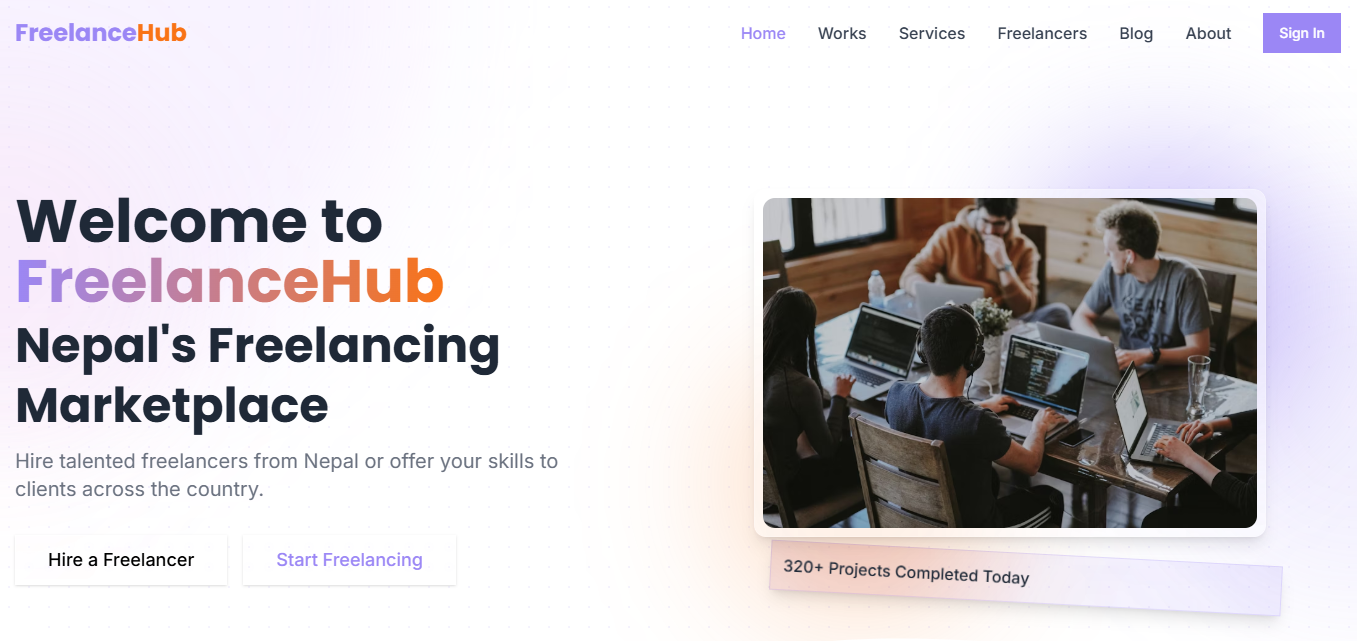 FreelanceHub
Home Works Services Freelancers Blog About Sign In
Welcome to
FreelanceHub
Nepal's Freelancing
Marketplace
Hire talented freelancers from Nepal or offer your skills to
clients across the country.
Hire a Freelancer Start Freelancing
YEAR
320+ Projects Completed Today